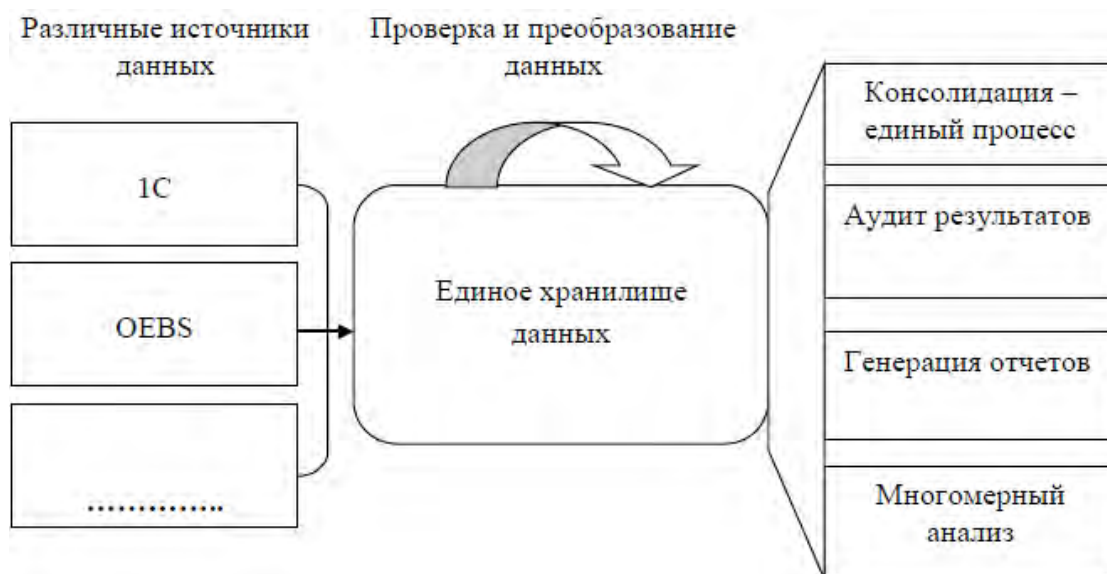 Различные источники
данных
Проверка и преобразование
данных
1С
OEBS
…………..
Единое хранилище
данных
Консолидация –
единый процесс
Аудит результатов
Генерация отчетов
Многомерный
анализ